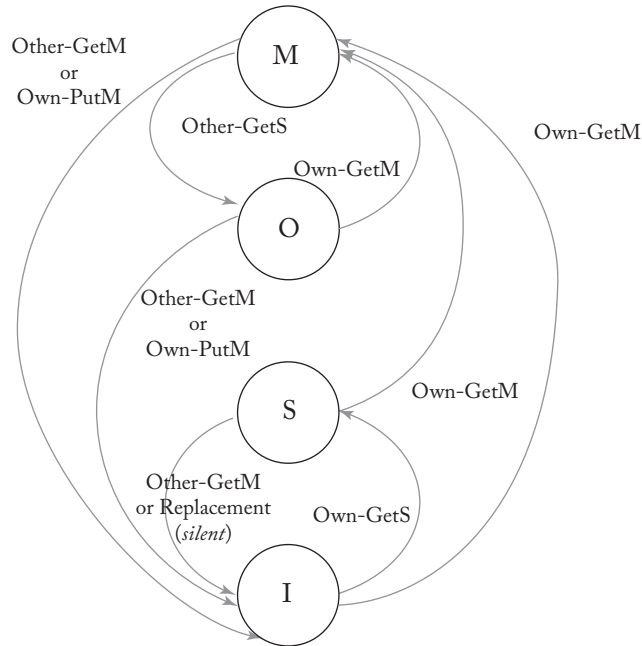 M
Other-GetM
or
Own-PutM
Other-GetS
Own-GetM
Own-GetM
O
Other-GetM
or
Own-PutM
S
Own-GetM
Other-GetM
or Replacement
(silent)
Own-GetS
I